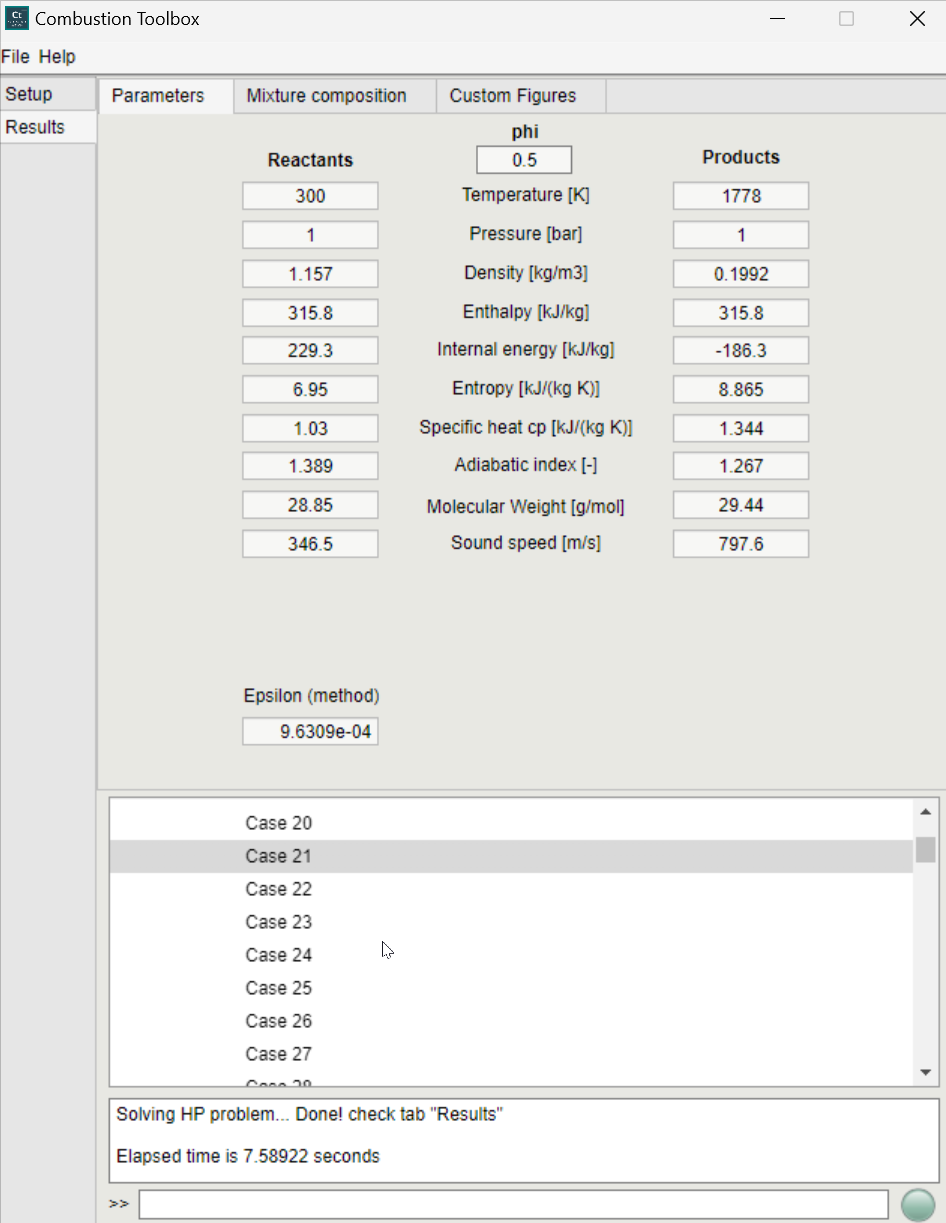 Ct
Combustion Toolbox
File Help
Setup
Results
Parameters Mixture composition Custom Figures
phi
Reactants 0.5 Products
300 Temperature [K] 1778
1 Pressure [bar] 1
1.157 Density [kg/m3] 0.1992
315.8 Enthalpy [kJ/kg] 315.8
229.3 Internal energy [kJ/kg] -186.3
6.95 Entropy [kJ/(kg K)] 8.865
1.03 Specific heat cp [kJ/(kg K)] 1.344
1.389 Adiabatic index [-] 1.267
28.85 Molecular Weight [g/mol] 29.44
346.5 Sound speed [m/s] 797.6
Epsilon (method)
9.6309e-04
Case 20
Case 21
Case 22
Case 23
Case 24
Case 25
Case 26
Case 27
Solving HP problem... Done! check tab "Results"
Elapsed time is 7.58922 seconds
>>